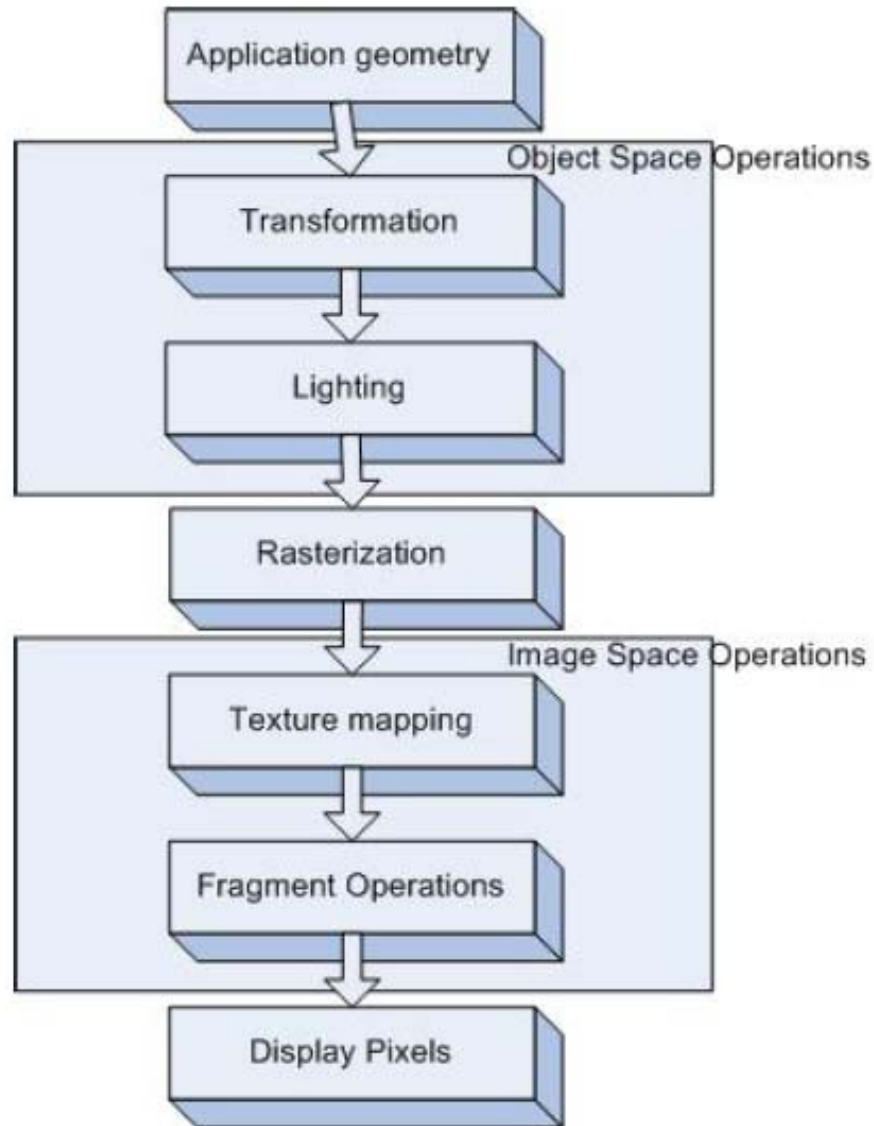 Application geometry
Object Space Operations
Transformation
Lighting
Rasterization
Image Space Operations
Texture mapping
Fragment Operations
Display Pixels